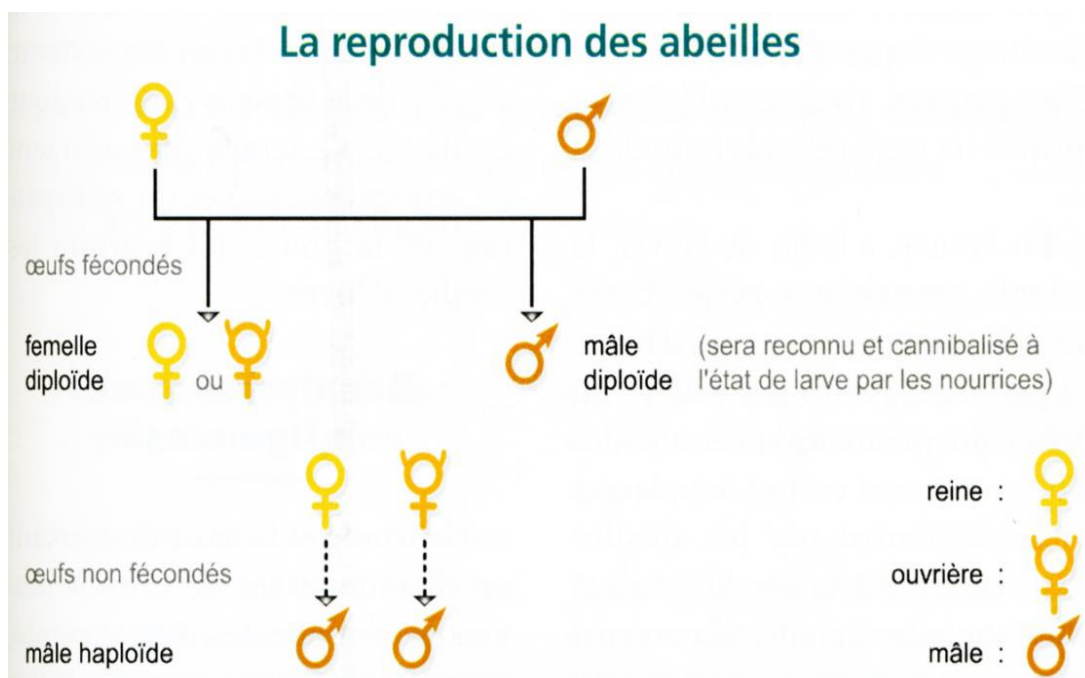 La reproduction des abeilles
œufs fécondés
femelle
diploïde
ou
mâle
diploïde
(sera reconnu et cannibalisé à
l'état de larve par les nourrices)
reine :
œufs non fécondés
ouvrière :
mâle haploïde
mâle :